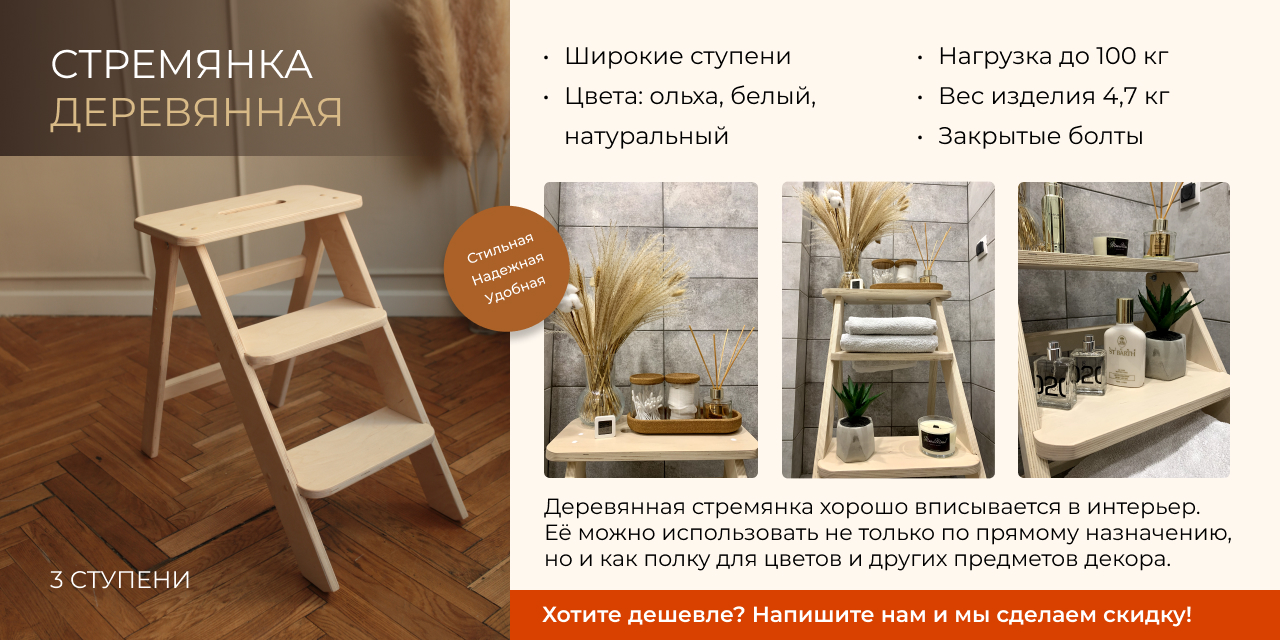 СТРЕМЯНКА
ДЕРЕВЯННАЯ
Стильная
Надежная
Удобная
3 СТУПЕНИ
• Широкие ступени
• Цвета: ольха, белый,
натуральный
• Нагрузка до 100 кг
• Вес изделия 4,7 кг
• Закрытые болты
Деревянная стремянка хорошо вписывается в интерьер.
Её можно использовать не только по прямому назначению,
но и как полку для цветов и других предметов декора.
Хотите дешевле? Напишите нам и мы сделаем скидку!